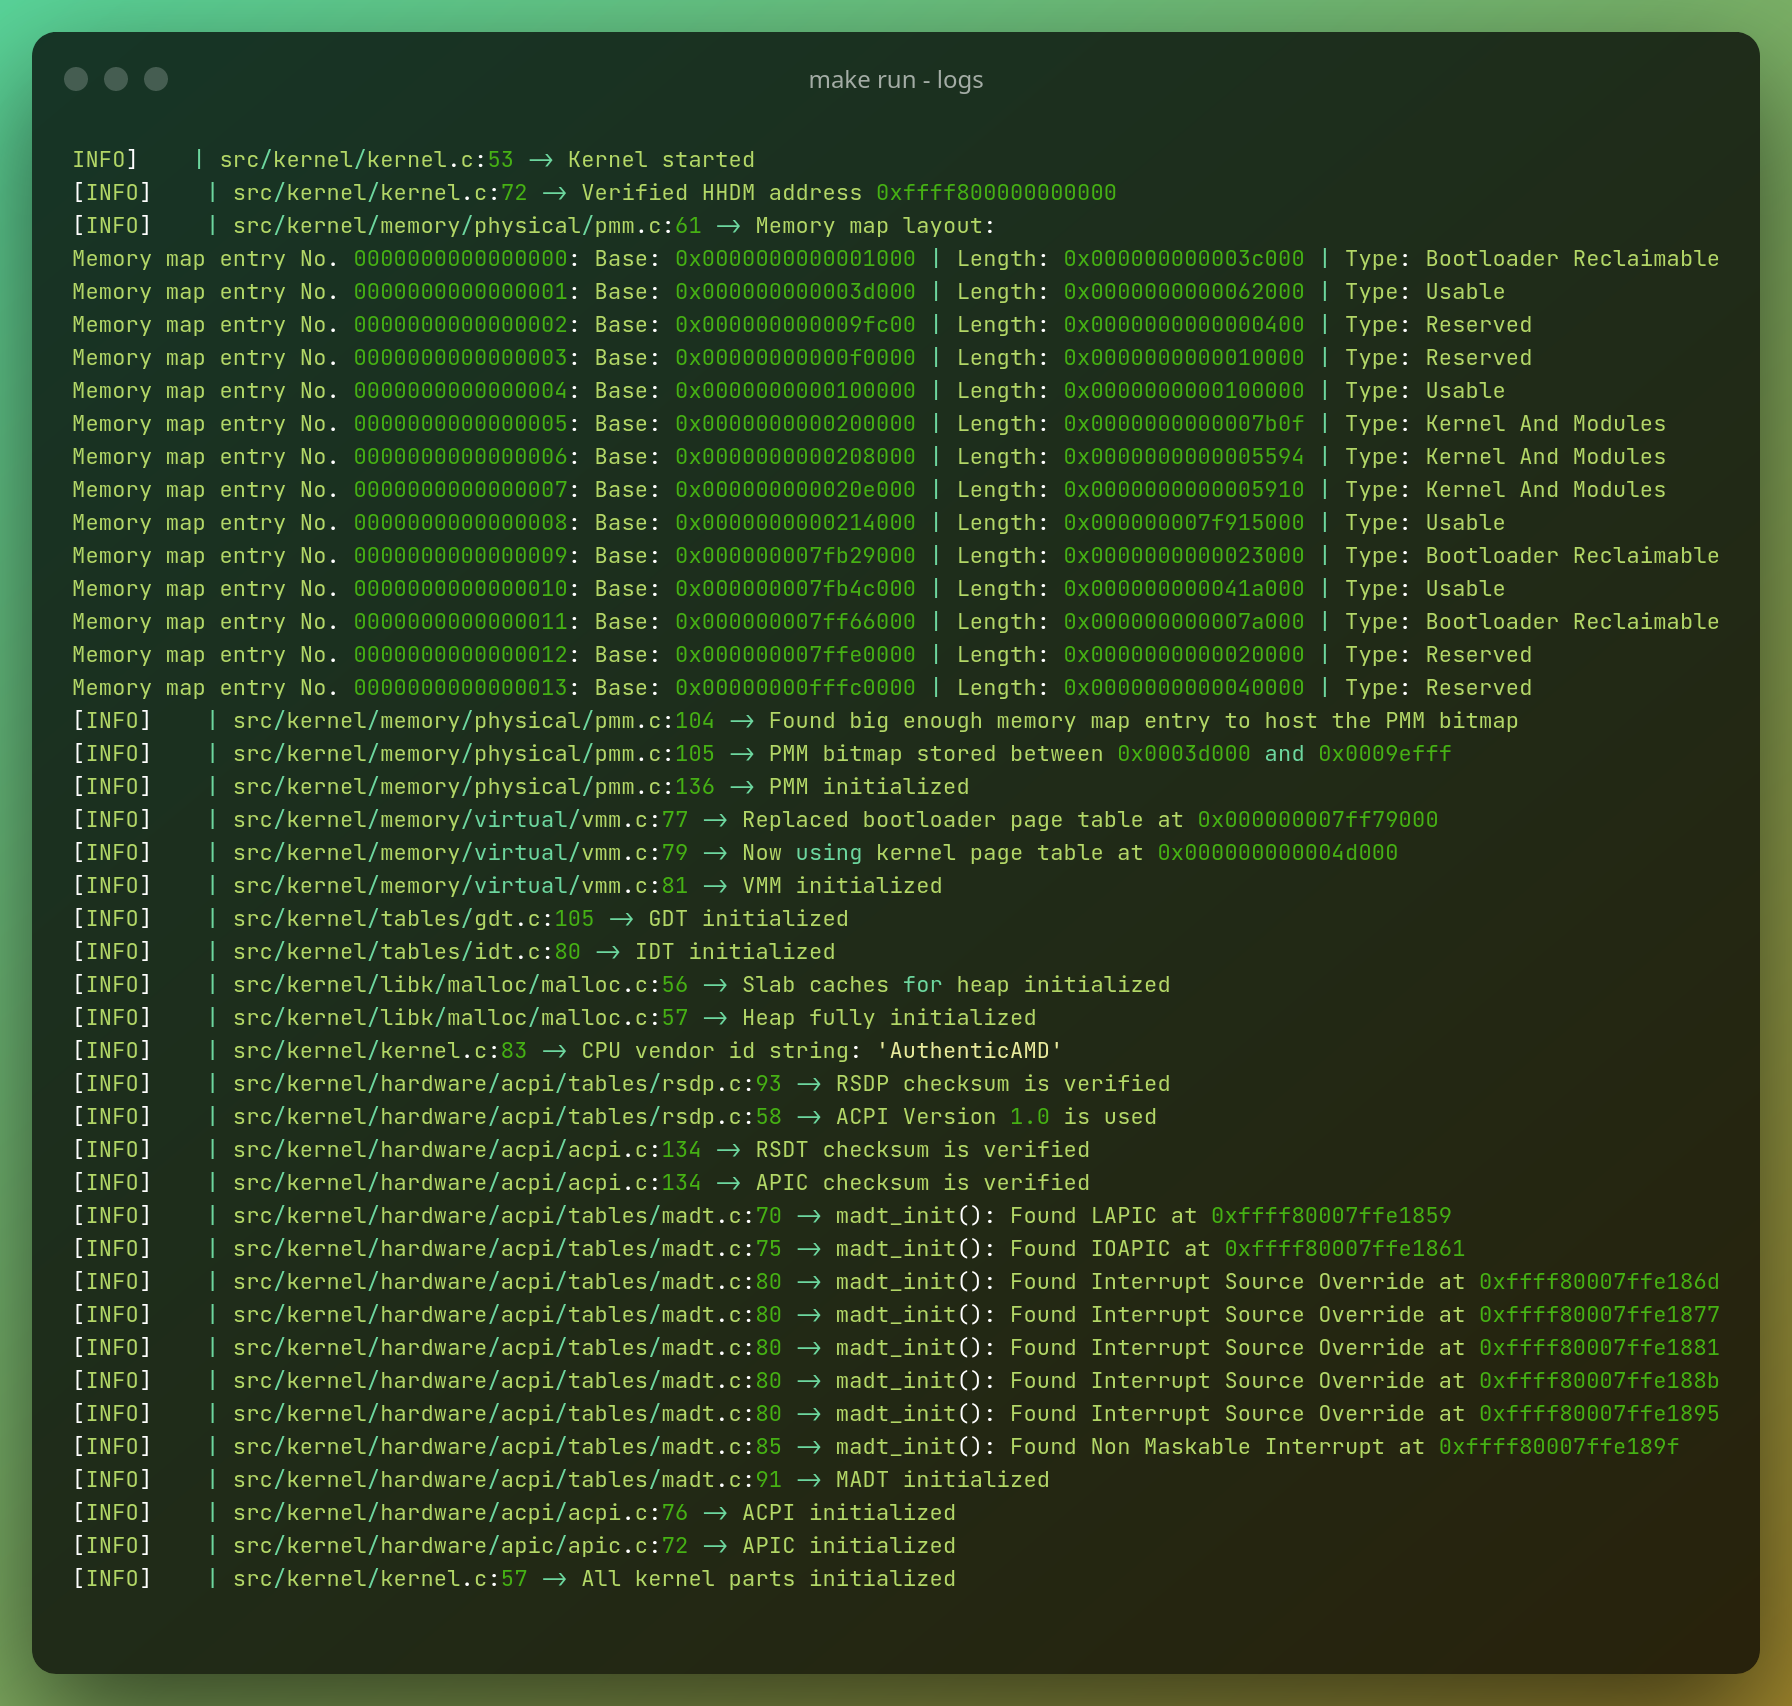 make run - logs
INFO]    | src/kernel/kernel.c:53 -> Kernel started
[INFO]    | src/kernel/kernel.c:72 -> Verified HHDM address 0xffff800000000000
[INFO]    | src/kernel/memory/physical/pmm.c:61 -> Memory map layout:
Memory map entry No. 0000000000000000: Base: 0x0000000000001000 | Length: 0x000000000003c000 | Type: Bootloader Reclaimable
Memory map entry No. 0000000000000001: Base: 0x000000000003d000 | Length: 0x0000000000062000 | Type: Usable
Memory map entry No. 0000000000000002: Base: 0x000000000009fc00 | Length: 0x0000000000000400 | Type: Reserved
Memory map entry No. 0000000000000003: Base: 0x00000000000f0000 | Length: 0x0000000000010000 | Type: Reserved
Memory map entry No. 0000000000000004: Base: 0x0000000000100000 | Length: 0x0000000000100000 | Type: Usable
Memory map entry No. 0000000000000005: Base: 0x0000000000200000 | Length: 0x0000000000007b0f | Type: Kernel And Modules
Memory map entry No. 0000000000000006: Base: 0x0000000000208000 | Length: 0x0000000000005594 | Type: Kernel And Modules
Memory map entry No. 0000000000000007: Base: 0x000000000020e000 | Length: 0x0000000000005910 | Type: Kernel And Modules
Memory map entry No. 0000000000000008: Base: 0x0000000000214000 | Length: 0x000000007f915000 | Type: Usable
Memory map entry No. 0000000000000009: Base: 0x000000007fb29000 | Length: 0x0000000000023000 | Type: Bootloader Reclaimable
Memory map entry No. 0000000000000010: Base: 0x000000007fb4c000 | Length: 0x000000000041a000 | Type: Usable
Memory map entry No. 0000000000000011: Base: 0x000000007ff66000 | Length: 0x000000000007a000 | Type: Bootloader Reclaimable
Memory map entry No. 0000000000000012: Base: 0x000000007ffe0000 | Length: 0x0000000000020000 | Type: Reserved
Memory map entry No. 0000000000000013: Base: 0x00000000fffc0000 | Length: 0x0000000000040000 | Type: Reserved
[INFO]    | src/kernel/memory/physical/pmm.c:104 -> Found big enough memory map entry to host the PMM bitmap
[INFO]    | src/kernel/memory/physical/pmm.c:105 -> PMM bitmap stored between 0x0003d000 and 0x0009efff
[INFO]    | src/kernel/memory/physical/pmm.c:136 -> PMM initialized
[INFO]    | src/kernel/memory/virtual/vmm.c:77 -> Replaced bootloader page table at 0x000000007ff79000
[INFO]    | src/kernel/memory/virtual/vmm.c:79 -> Now using kernel page table at 0x000000000004d000
[INFO]    | src/kernel/memory/virtual/vmm.c:81 -> VMM initialized
[INFO]    | src/kernel/tables/gdt.c:105 -> GDT initialized
[INFO]    | src/kernel/tables/idt.c:80 -> IDT initialized
[INFO]    | src/kernel/libk/malloc/malloc.c:56 -> Slab caches for heap initialized
[INFO]    | src/kernel/libk/malloc/malloc.c:57 -> Heap fully initialized
[INFO]    | src/kernel/kernel.c:83 -> CPU vendor id string: 'AuthenticAMD'
[INFO]    | src/kernel/hardware/acpi/tables/rsdp.c:93 -> RSDP checksum is verified
[INFO]    | src/kernel/hardware/acpi/tables/rsdp.c:58 -> ACPI Version 1.0 is used
[INFO]    | src/kernel/hardware/acpi/acpi.c:134 -> RSDT checksum is verified
[INFO]    | src/kernel/hardware/acpi/acpi.c:134 -> APIC checksum is verified
[INFO]    | src/kernel/hardware/acpi/tables/madt.c:70 -> madt_init(): Found LAPIC at 0xffff80007ffe1859
[INFO]    | src/kernel/hardware/acpi/tables/madt.c:75 -> madt_init(): Found IOAPIC at 0xffff80007ffe1861
[INFO]    | src/kernel/hardware/acpi/tables/madt.c:80 -> madt_init(): Found Interrupt Source Override at 0xffff80007ffe186d
[INFO]    | src/kernel/hardware/acpi/tables/madt.c:80 -> madt_init(): Found Interrupt Source Override at 0xffff80007ffe1877
[INFO]    | src/kernel/hardware/acpi/tables/madt.c:80 -> madt_init(): Found Interrupt Source Override at 0xffff80007ffe1881
[INFO]    | src/kernel/hardware/acpi/tables/madt.c:80 -> madt_init(): Found Interrupt Source Override at 0xffff80007ffe188b
[INFO]    | src/kernel/hardware/acpi/tables/madt.c:80 -> madt_init(): Found Interrupt Source Override at 0xffff80007ffe1895
[INFO]    | src/kernel/hardware/acpi/tables/madt.c:85 -> madt_init(): Found Non Maskable Interrupt at 0xffff80007ffe189f
[INFO]    | src/kernel/hardware/acpi/tables/madt.c:91 -> MADT initialized
[INFO]    | src/kernel/hardware/acpi/acpi.c:76 -> ACPI initialized
[INFO]    | src/kernel/hardware/apic/apic.c:72 -> APIC initialized
[INFO]    | src/kernel/kernel.c:57 -> All kernel parts initialized